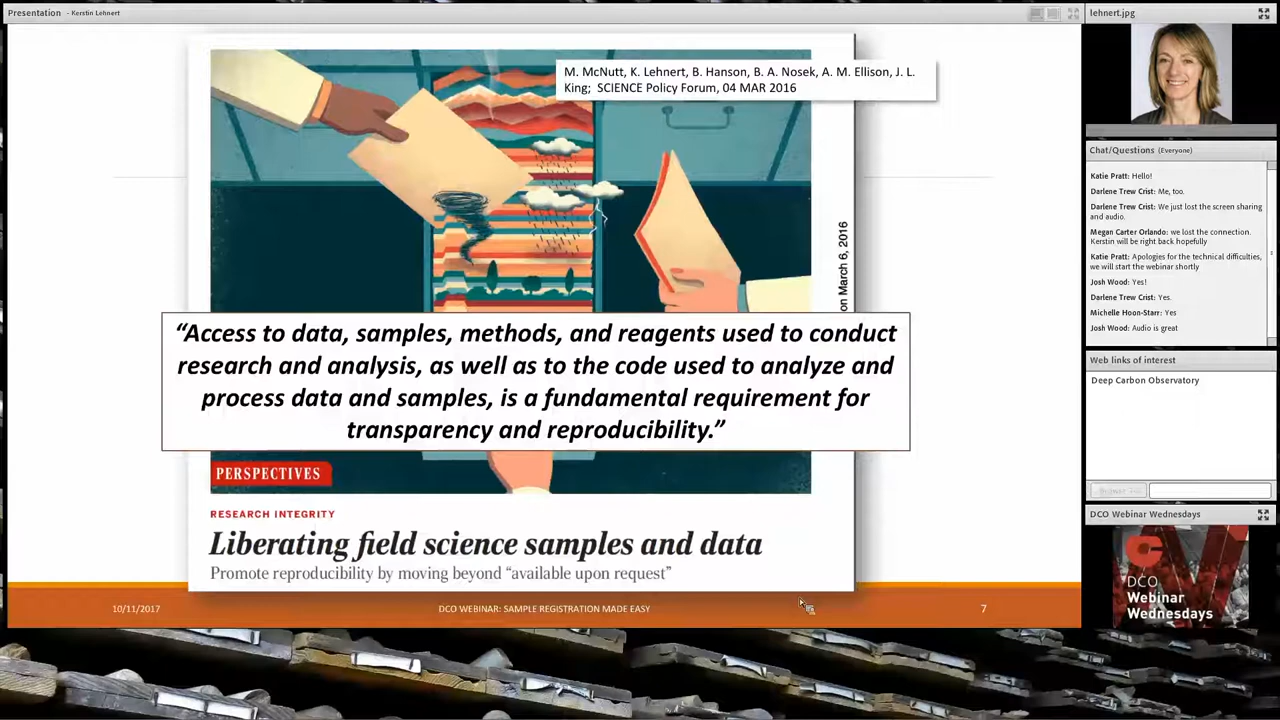 Presentation - Kerstin Lehnert
M. McNutt, K. Lehnert, B. Hanson, B. A. Nosek, A. M. Ellison, J. L.
King; SCIENCE Policy Forum, 04 MAR 2016
on March 6, 2016
“Access to data, samples, methods, and reagents used to conduct
research and analysis, as well as to the code used to analyze and
process data and samples, is a fundamental requirement for
transparency and reproducibility.”
PERSPECTIVES
RESEARCH INTEGRITY
Liberating field science samples and data
Promote reproducibility by moving beyond “available upon request”
10/11/2017
DCO WEBINAR: SAMPLE REGISTRATION MADE EASY
7
lehnert.jpg
Chat/Questions (Everyone)
Katie Pratt: Hello!
Darlene Trew Crist: Me, too.
Darlene Trew Crist: We just lost the screen sharing
and audio.
Megan Carter Orlando: we lost the connection.
Kerstin will be right back hopefully
Katie Pratt: Apologies for the technical difficulties,
we will start the webinar shortly
Josh Wood: Yes!
Darlene Trew Crist: Yes.
Michelle Hoon-Starr: Yes
Josh Wood: Audio is great
Web links of interest
Deep Carbon Observatory
DCO Webinar Wednesdays
DCO
Webinar
Wednesdays